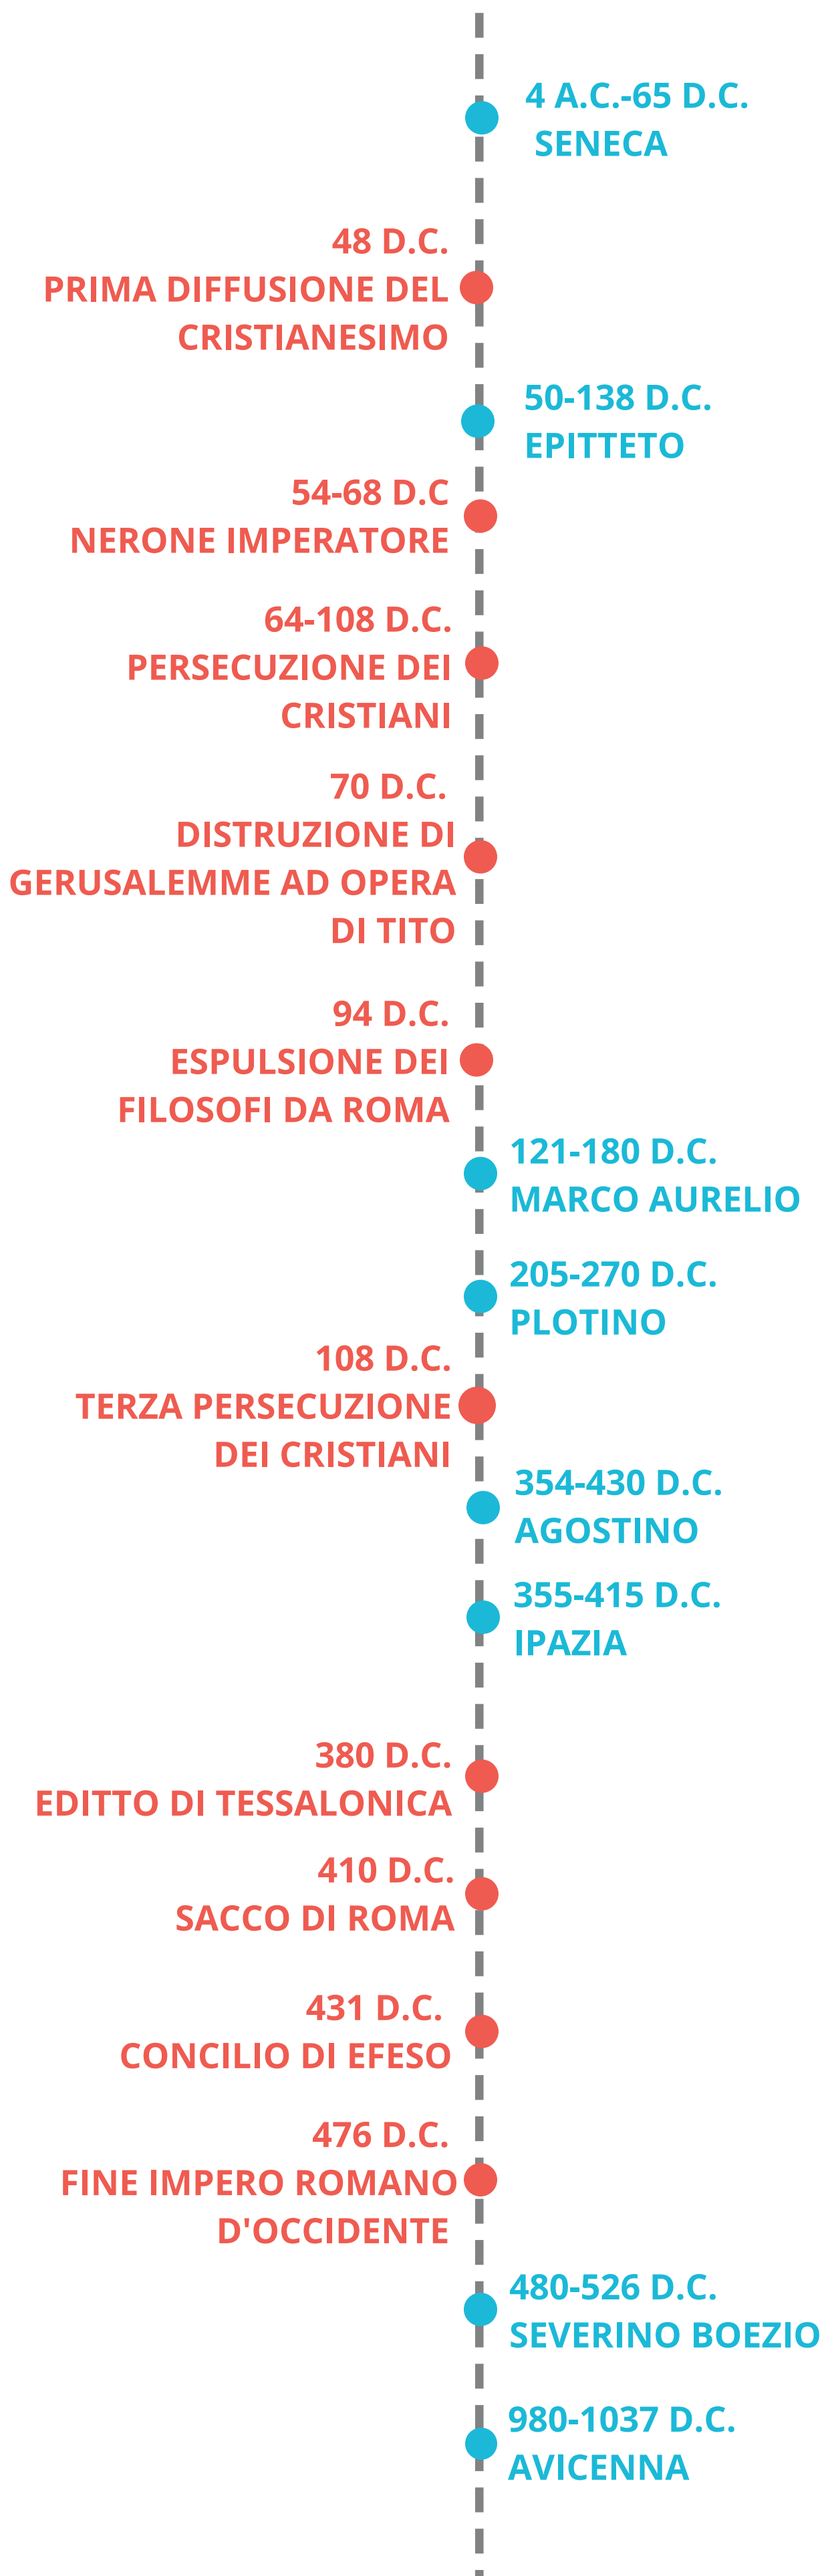 4 A.C.-65 D.C.
SENECA
48 D.C.
PRIMA DIFFUSIONE DEL
CRISTIANESIMO
50-138 D.C.
EPITTETO
54-68 D.C
NERONE IMPERATORE
64-108 D.C.
PERSECUZIONE DEI
CRISTIANI
70 D.C.
DISTRUZIONE DI
GERUSALEMME AD OPERA
DI TITO
94 D.C.
ESPULSIONE DEI
FILOSOFI DA ROMA
121-180 D.C.
MARCO AURELIO
205-270 D.C.
PLOTINO
108 D.C.
TERZA PERSECUZIONE
DEI CRISTIANI
354-430 D.C.
AGOSTINO
355-415 D.C.
IPAZIA
380 D.C.
EDITTO DI TESSALONICA
410 D.C.
SACCO DI ROMA
431 D.C.
CONCILIO DI EFESO
476 D.C.
FINE IMPERO ROMANO
D'OCCIDENTE
480-526 D.C.
SEVERINO BOEZIO
980-1037 D.C.
AVICENNA